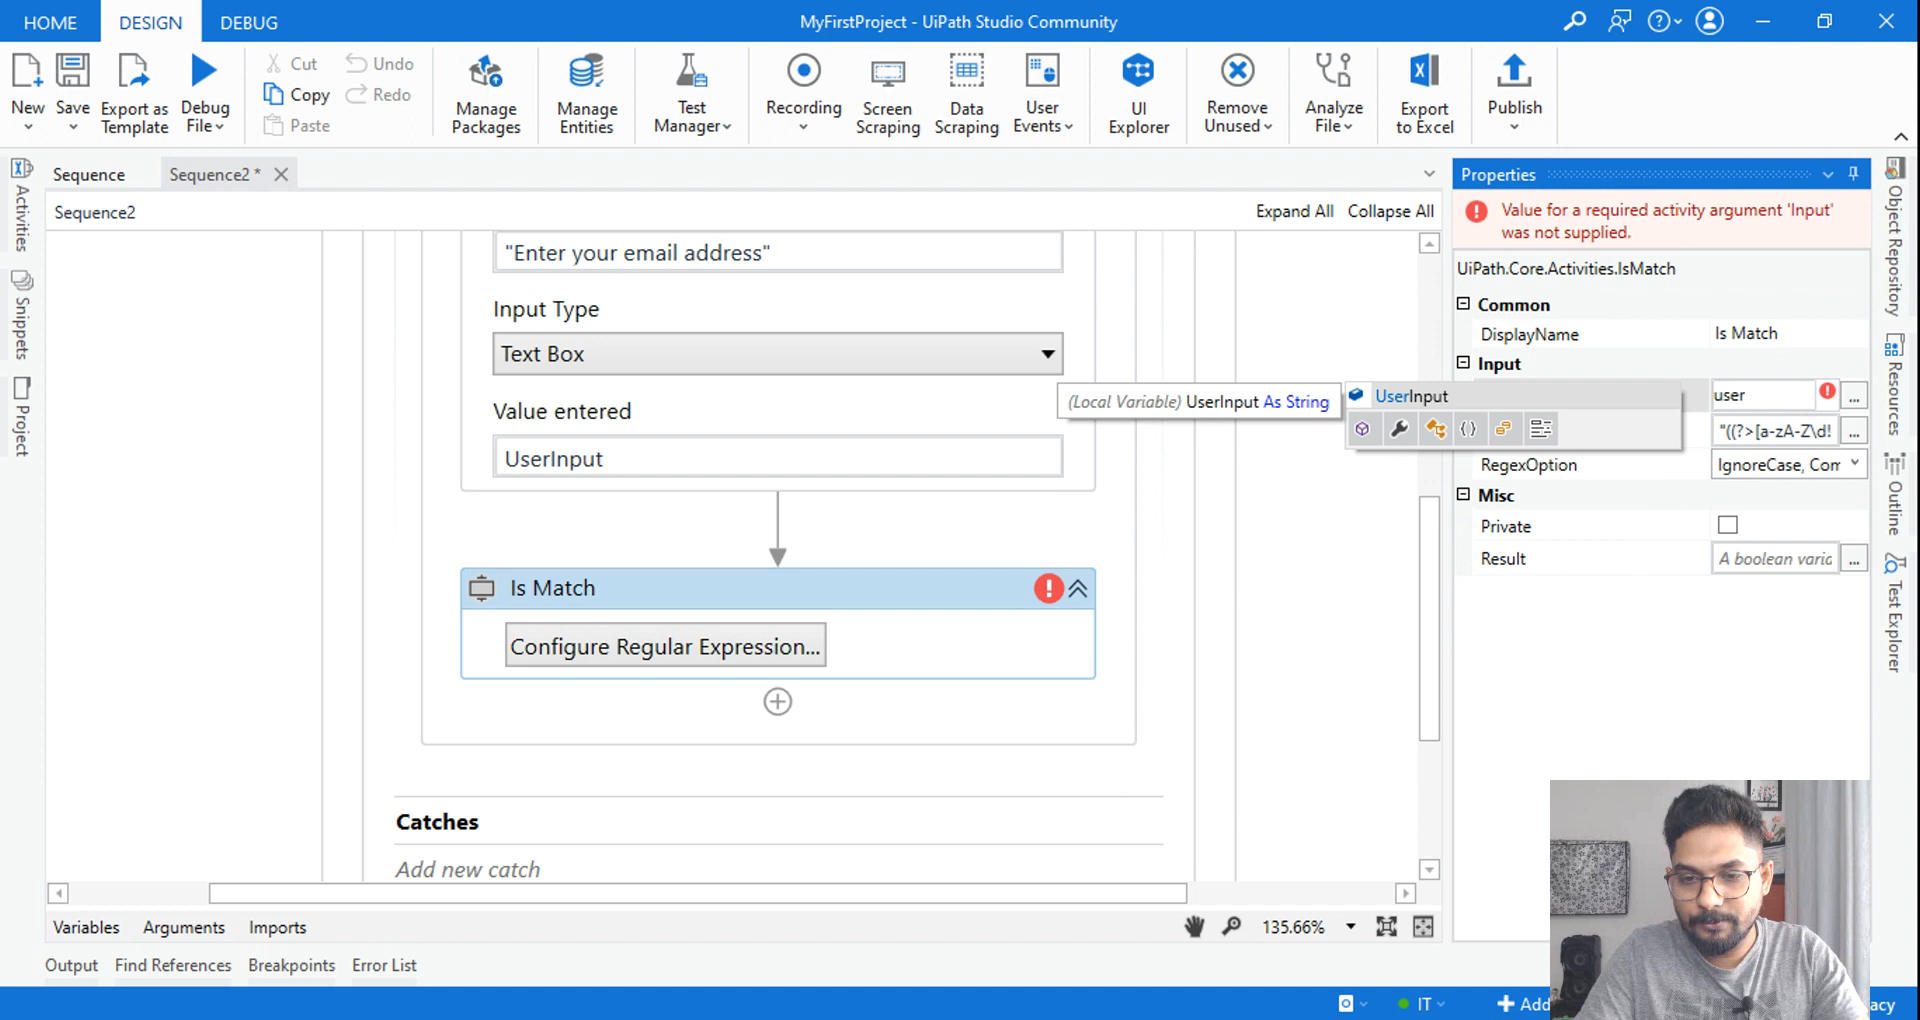 HOME DESIGN DEBUG
MyFirstProject - UiPath Studio Community
New
Save
Export as
Template
Debug
File
Cut
Copy
Paste
Undo
Redo
Manage
Packages
Manage
Entities
Test
Manager
Recording
Screen
Scraping
Data
Scraping
User
Events
UI
Explorer
Remove
Unused
Analyze
File
Export
to Excel
Publish
Activities
Snippets
Project
Sequence
Sequence2 *
Sequence2
Expand All Collapse All
"Enter your email address"
Input Type
Text Box
Value entered
UserInput
(Local Variable) UserInput As String
UserInput
Is Match
Configure Regular Expression...
Catches
Add new catch
Variables Arguments Imports
135.66%
Output Find References Breakpoints Error List
Properties
Value for a required activity argument 'Input'
was not supplied.
UiPath.Core.Activities.IsMatch
Common
DisplayName Is Match
Input
user ...
"((?>[a-zA-Z\d! ...
RegexOption IgnoreCase, Com
Misc
Private
Result A boolean varia ...
Object Repository
Resources
Outline
Test Explorer
IT
Add
acy